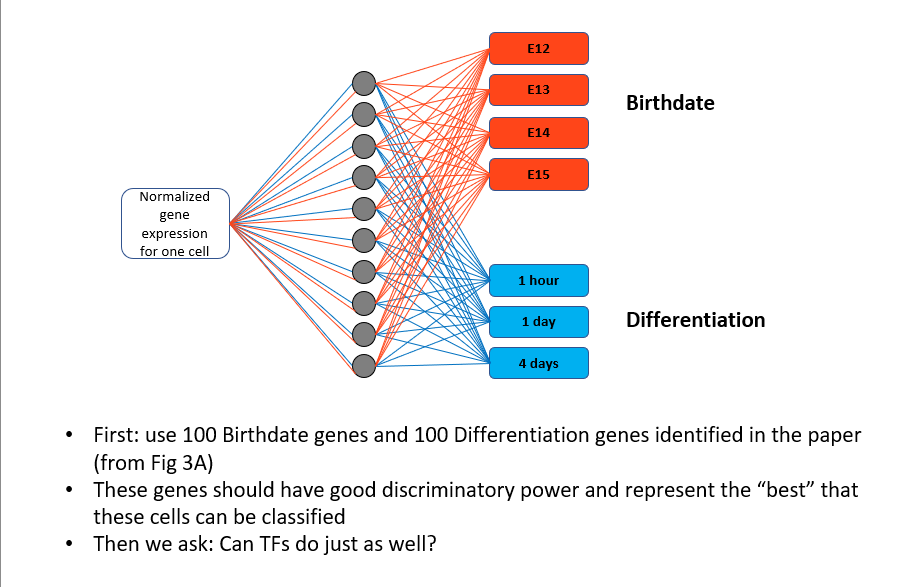 Normalized
gene
expression
for one cell
E12
E13
E14
E15
Birthdate
1 hour
1 day
4 days
Differentiation
• First: use 100 Birthdate genes and 100 Differentiation genes identified in the paper
(from Fig 3A)
• These genes should have good discriminatory power and represent the “best” that
these cells can be classified
• Then we ask: Can TFs do just as well?